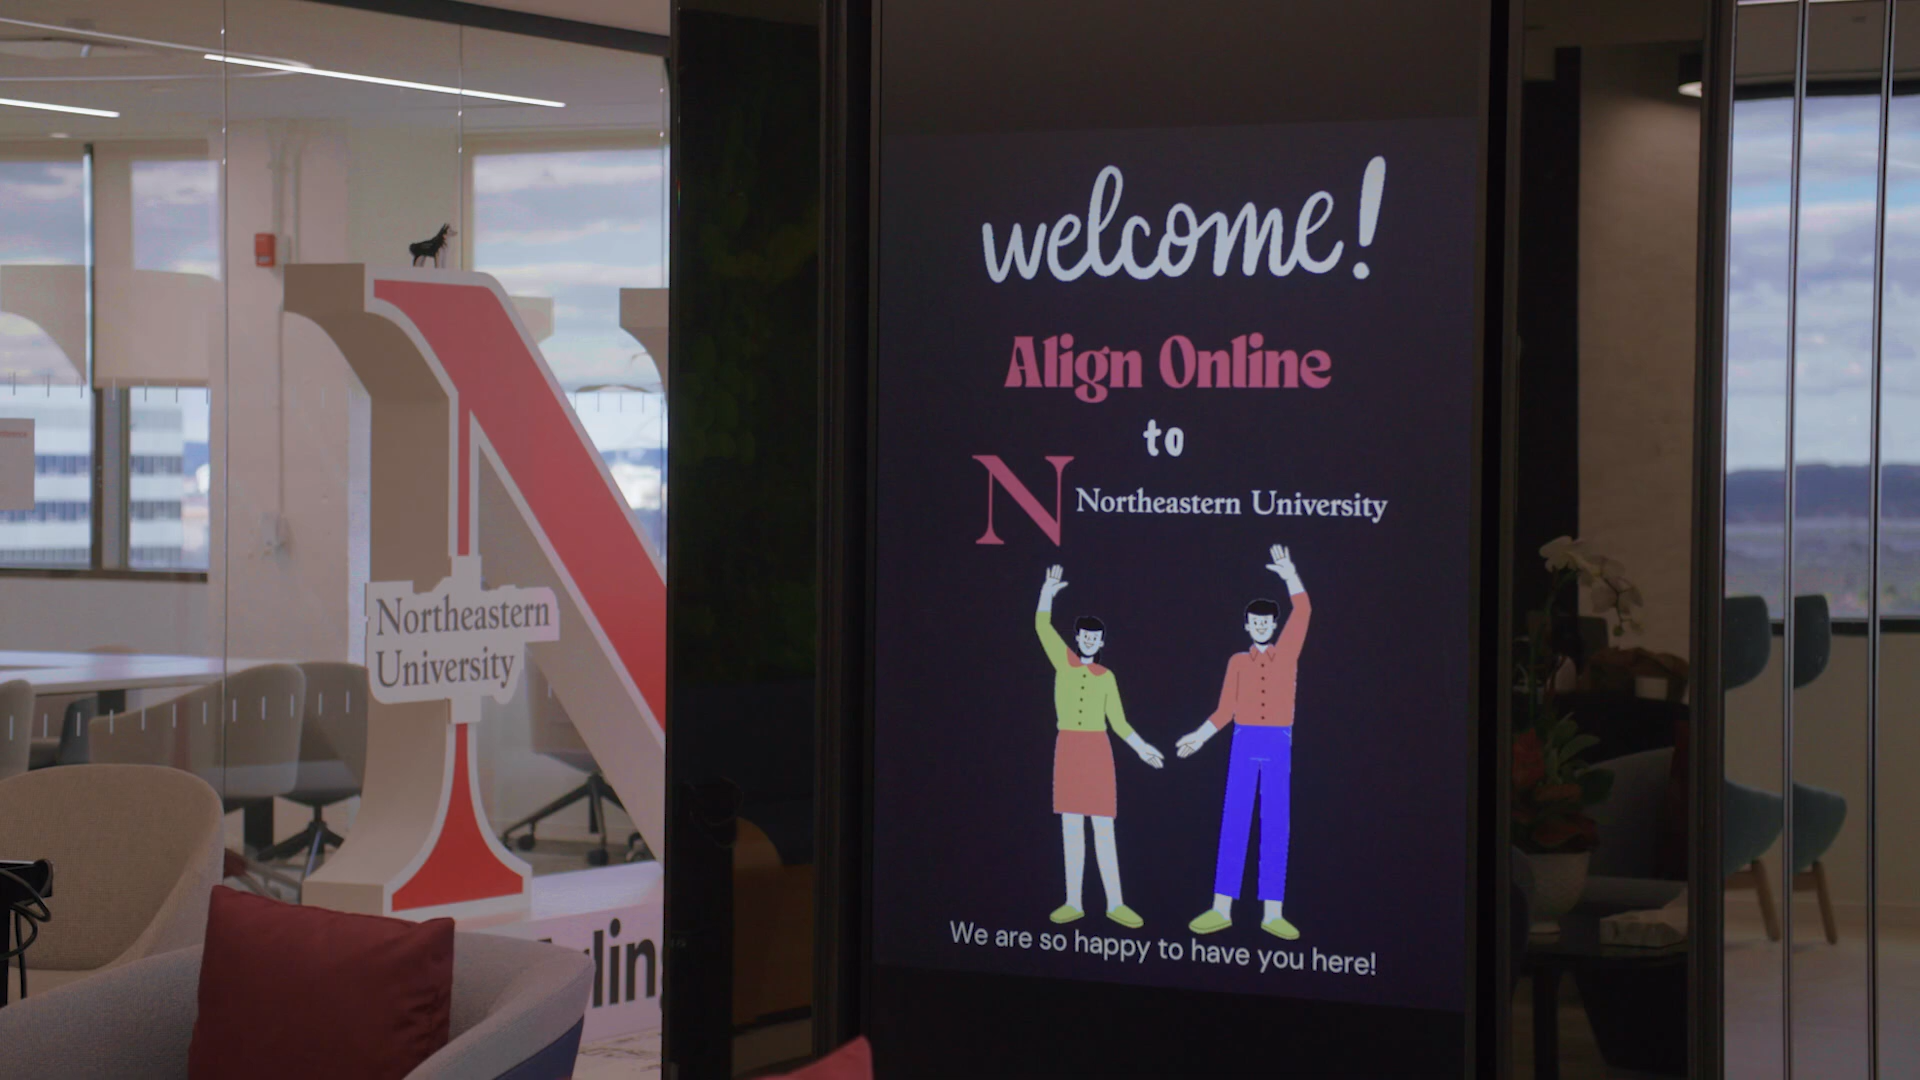 welcome!
Align Online
to
N Northeastern University
We are so happy to have you here!
N
Northeastern
University